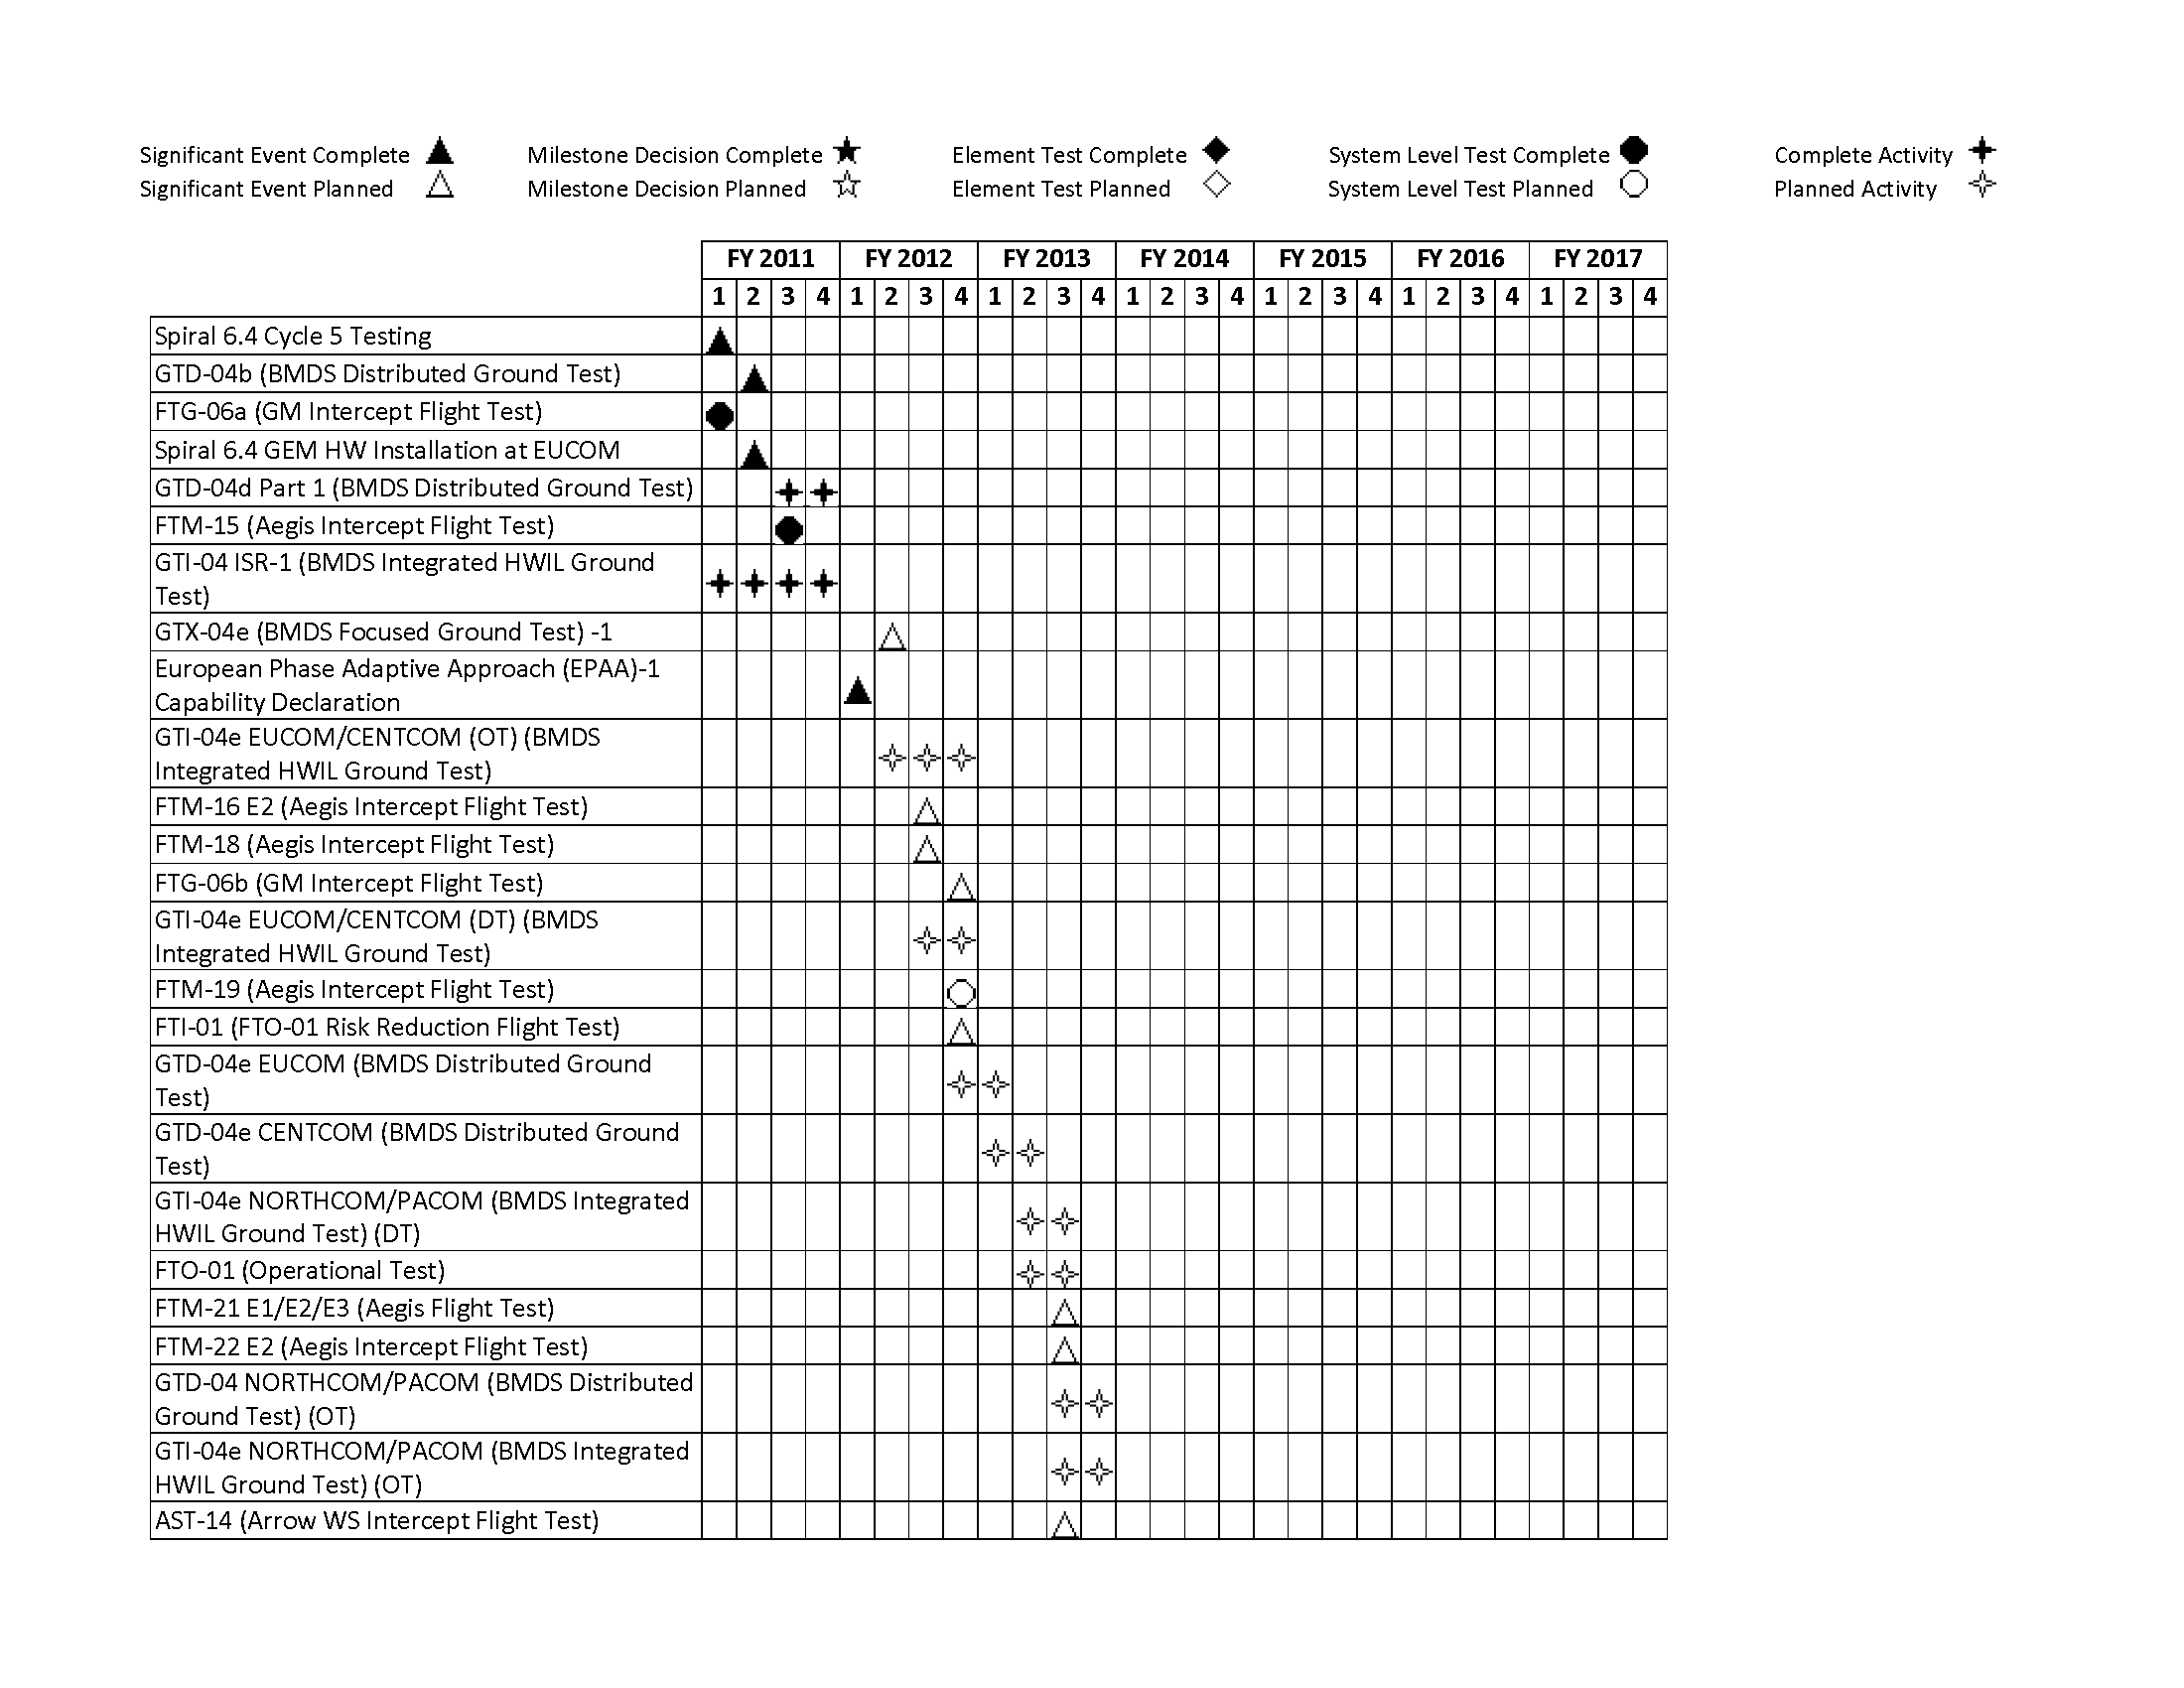 Significant Event Complete Milestone Decision Complete Element Test Complete System Level Test Complete Complete Activity
Significant Event Planned Milestone Decision Planned Element Test Planned System Level Test Planned Planned Activity
FY 2011 FY 2012 FY 2013 FY 2014 FY 2015 FY 2016 FY 2017
1 2 3 4 1 2 3 4 1 2 3 4 1 2 3 4 1 2 3 4 1 2 3 4 1 2 3 4
Spiral 6.4 Cycle 5 Testing
GTD-04b (BMDS Distributed Ground Test)
FTG-06a (GM Intercept Flight Test)
Spiral 6.4 GEM HW Installation at EUCOM
GTD-04d Part 1 (BMDS Distributed Ground Test)
FTM-15 (Aegis Intercept Flight Test)
GTI-04 ISR-1 (BMDS Integrated HWIL Ground
Test)
GTX-04e (BMDS Focused Ground Test) -1
European Phase Adaptive Approach (EPAA)-1
Capability Declaration
GTI-04e EUCOM/CENTCOM (OT) (BMDS
Integrated HWIL Ground Test)
FTM-16 E2 (Aegis Intercept Flight Test)
FTM-18 (Aegis Intercept Flight Test)
FTG-06b (GM Intercept Flight Test)
GTI-04e EUCOM/CENTCOM (DT) (BMDS
Integrated HWIL Ground Test)
FTM-19 (Aegis Intercept Flight Test)
FTI-01 (FTO-01 Risk Reduction Flight Test)
GTD-04e EUCOM (BMDS Distributed Ground
Test)
GTD-04e CENTCOM (BMDS Distributed Ground
Test)
GTI-04e NORTHCOM/PACOM (BMDS Integrated
HWIL Ground Test) (DT)
FTO-01 (Operational Test)
FTM-21 E1/E2/E3 (Aegis Flight Test)
FTM-22 E2 (Aegis Intercept Flight Test)
GTD-04 NORTHCOM/PACOM (BMDS Distributed
Ground Test) (OT)
GTI-04e NORTHCOM/PACOM (BMDS Integrated
HWIL Ground Test) (OT)
AST-14 (Arrow WS Intercept Flight Test)